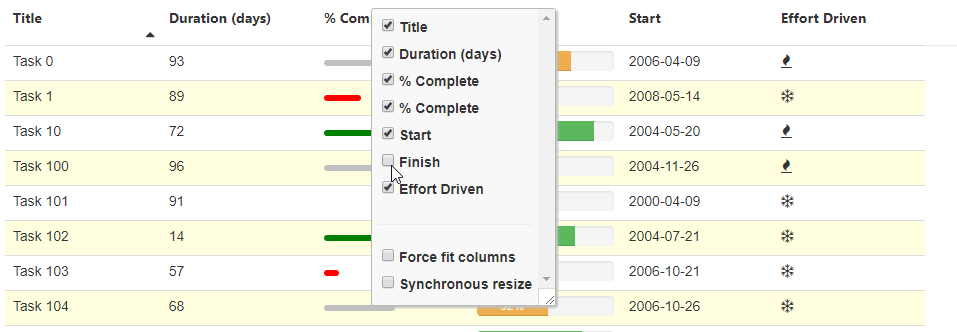 Title Duration (days) % Comp Start Effort Driven
Title
Duration (days)
% Complete
% Complete
Start
Finish
Effort Driven
Force fit columns
Synchronous resize
Task 0 93 2006-04-09
Task 1 89 2008-05-14
Task 10 72 2004-05-20
Task 100 96 2004-11-26
Task 101 91 2000-04-09
Task 102 14 2004-07-21
Task 103 57 2006-10-21
Task 104 68 2006-10-26